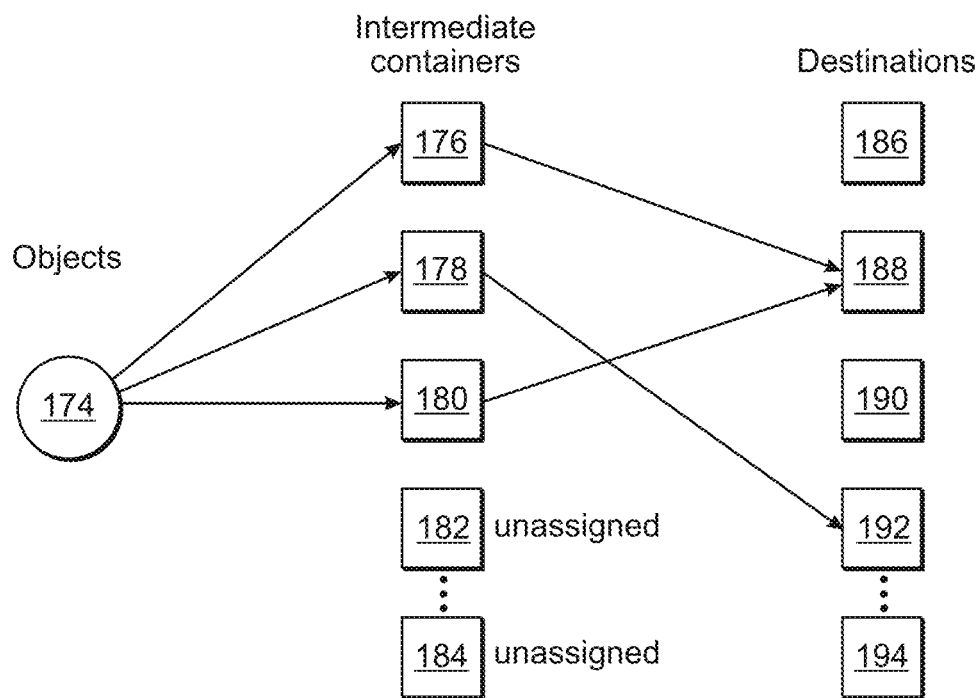 Intermediate
containers
Destinations
176
186
Objects
178
188
174
180
190
182 unassigned
192
184 unassigned
194